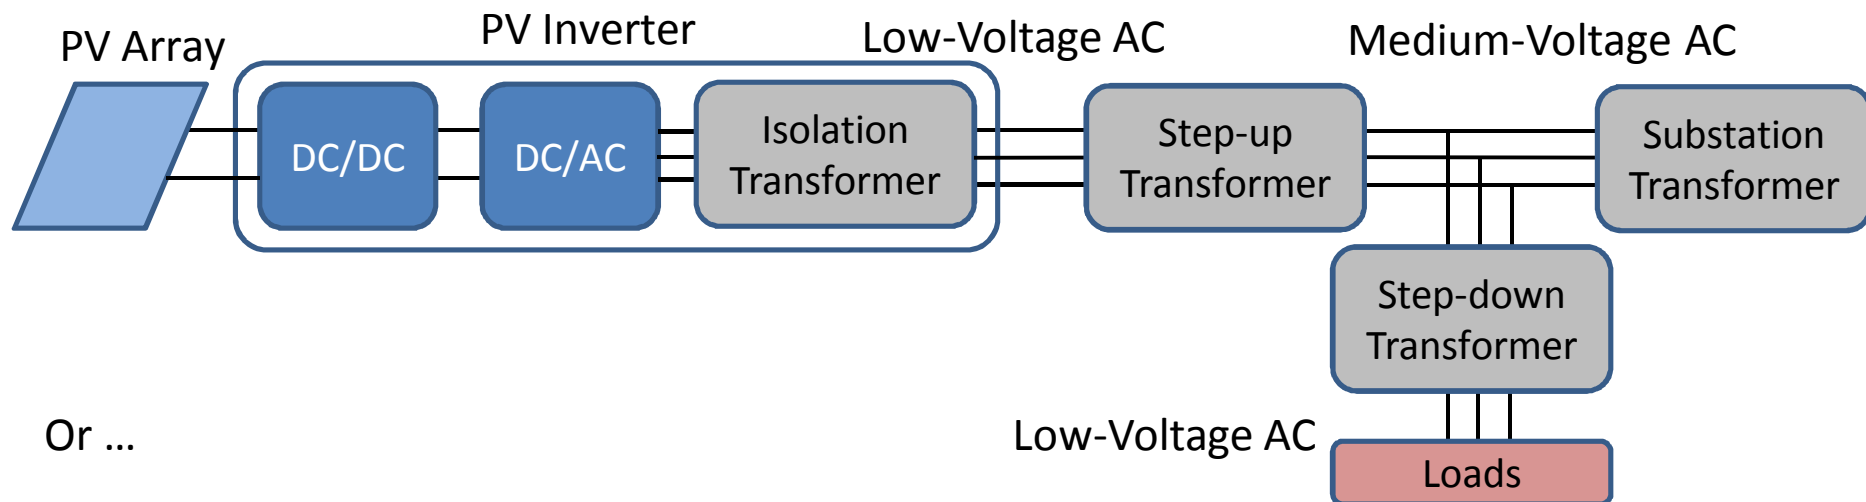 PV Array
PV Inverter
Low-Voltage AC
Medium-Voltage AC
DC/DC
DC/AC
Isolation
Transformer
Step-up
Transformer
Substation
Transformer
Step-down
Transformer
Or ...
Low-Voltage AC
Loads